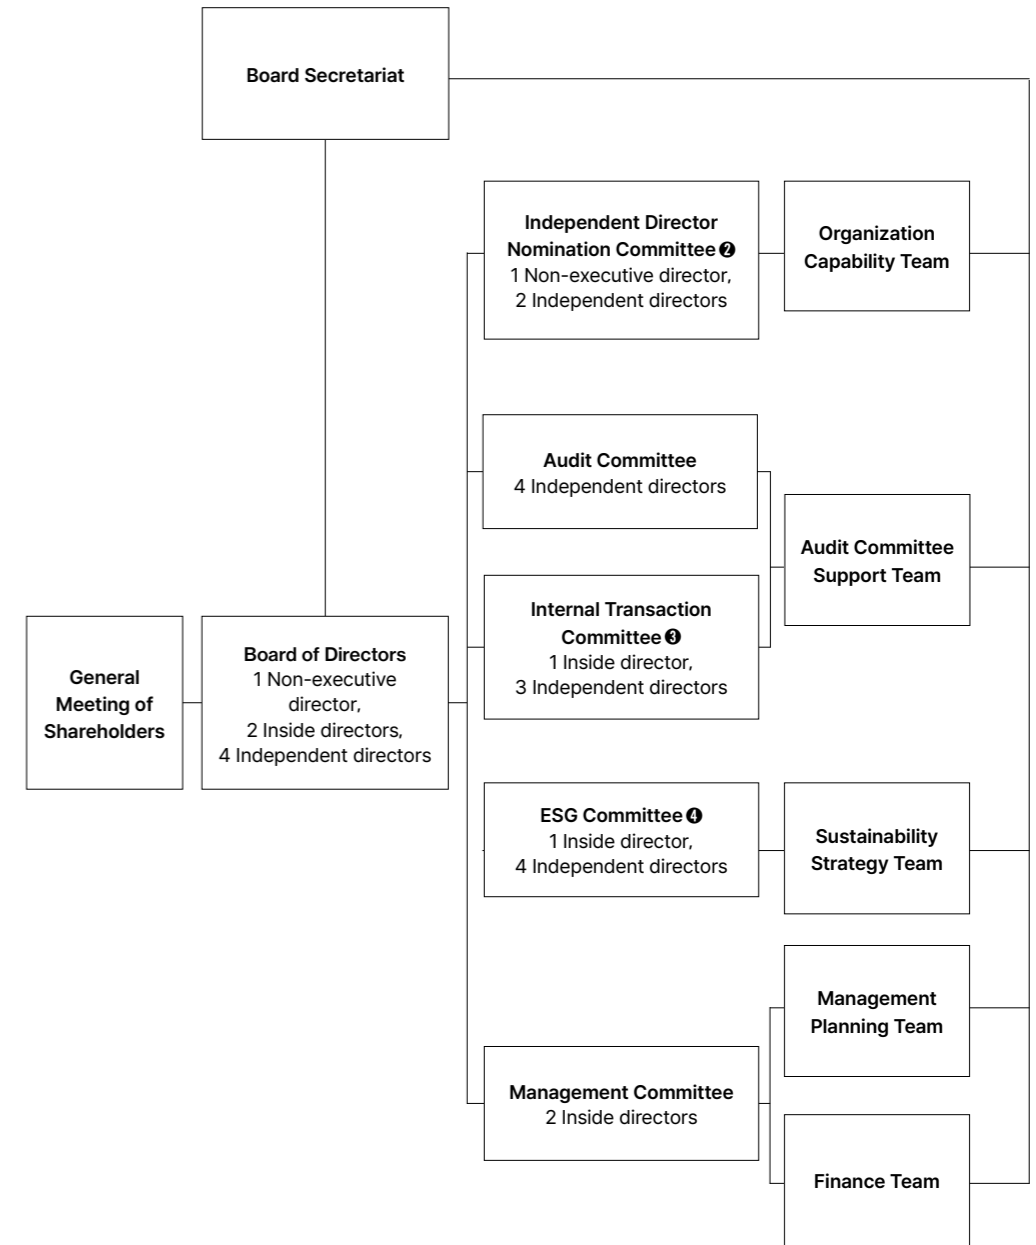 Board Secretariat
Independent Director
Nomination Committee ❷
1 Non-executive director,
2 Independent directors
Organization
Capability Team
Audit Committee
4 Independent directors
Audit Committee
Support Team
Internal Transaction
Committee ❸
1 Inside director,
3 Independent directors
General
Meeting of
Shareholders
Board of Directors
1 Non-executive
director,
2 Inside directors,
4 Independent directors
ESG Committee ❹
1 Inside director,
4 Independent directors
Sustainability
Strategy Team
Management
Planning Team
Management Committee
2 Inside directors
Finance Team